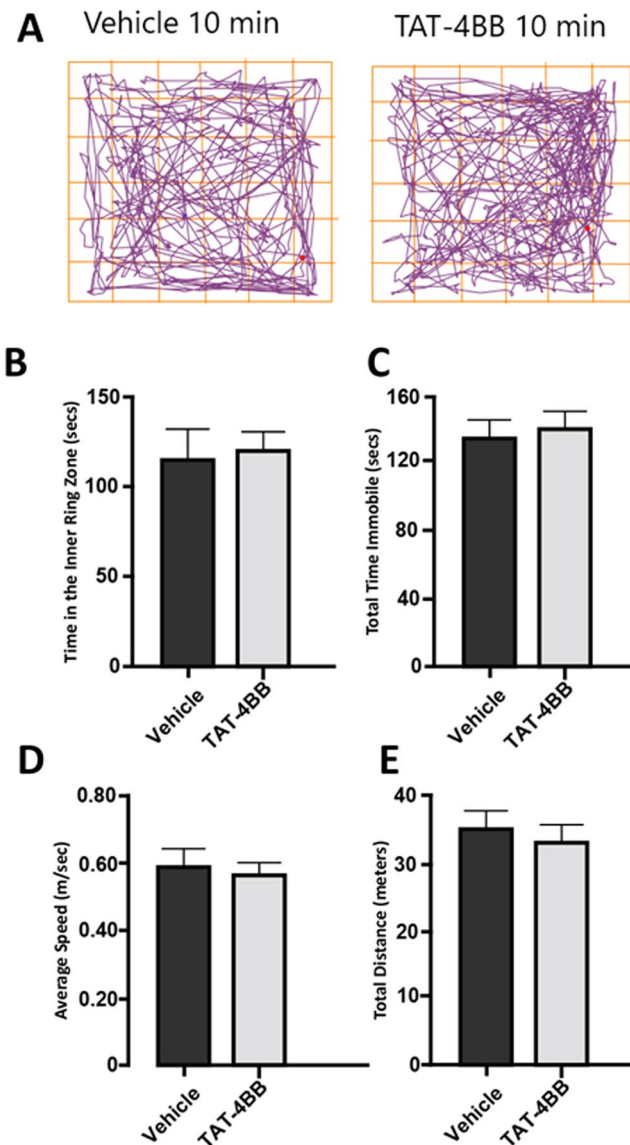 A
Vehicle 10 min
TAT-4BB 10 min
B
Time in the Inner Ring Zone (secs)
150
100
50
0
Vehicle
TAT-4BB
C
Total Time Immobile (secs)
160
120
80
40
0
Vehicle
TAT-4BB
D
Average Speed (m/sec)
0.80
0.60
0.40
0.20
0
Vehicle
TAT-4BB
E
Total Distance (meters)
40
30
20
10
0
Vehicle
TAT-4BB